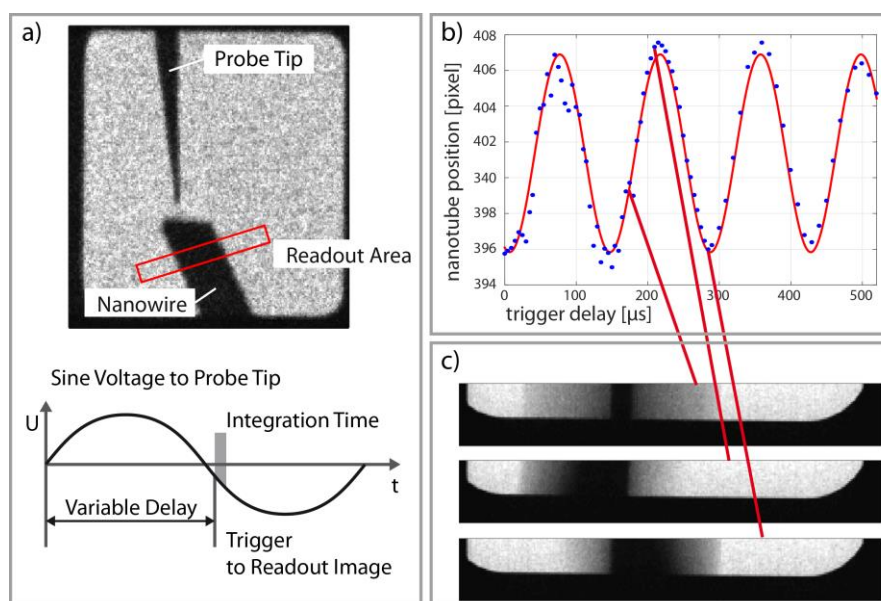 a)
Probe Tip
Readout Area
Nanowire
Sine Voltage to Probe Tip
U
Integration Time
t
Variable Delay
Trigger
to Readout Image
b)
nanotube position [pixel]
408
406
404
402
340
396
394
0
100
200
300
400
500
trigger delay [µs]
c)